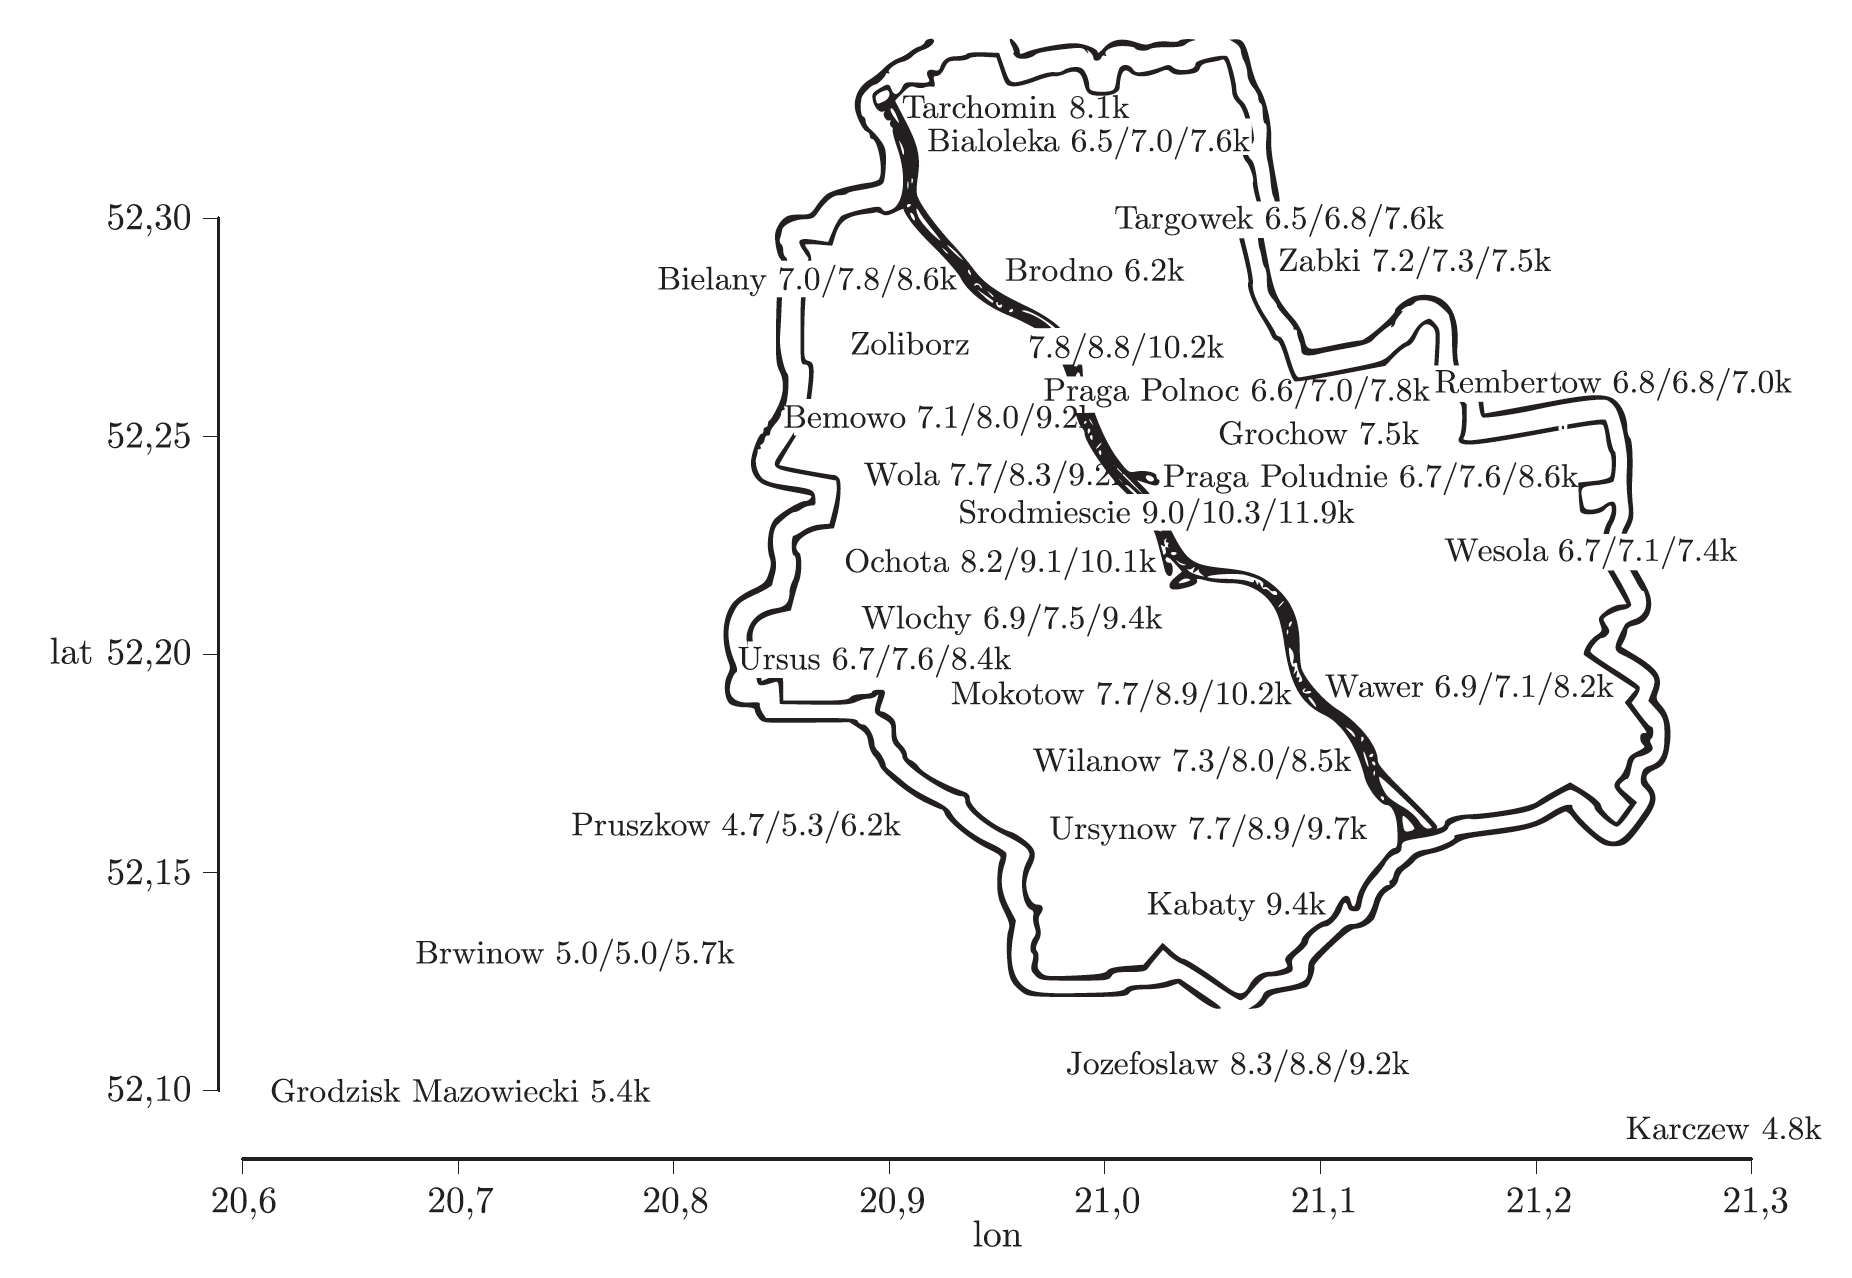 Tarchomin 8.1k
Bialoleka 6.5/7.0/7.6k
52,30
Targowek 6.5/6.8/7.6k
Zabki 7.2/7.3/7.5k
Brodno 6.2k
Bielany 7.0/7.8/8.6k
Zoliborz 7.8/8.8/10.2k
Rembertow 6.8/6.8/7.0k
Praga Polnoc 6.6/7.0/7.8k
Bemowo 7.1/8.0/9.2k
52,25
Grochow 7.5k
Wola 7.7/8.3/9.2k
Praga Poludnie 6.7/7.6/8.6k
Srodmiescie 9.0/10.3/11.9k
Wesola 6.7/7.1/7.4k
Ochota 8.2/9.1/10.1k
Wlochy 6.9/7.5/9.4k
lat 52,20
Ursus 6.7/7.6/8.4k
Wawer 6.9/7.1/8.2k
Mokotow 7.7/8.9/10.2k
Wilanow 7.3/8.0/8.5k
Pruszkow 4.7/5.3/6.2k
Ursynow 7.7/8.9/9.7k
52,15
Kabaty 9.4k
Brwinow 5.0/5.0/5.7k
Jozefoslaw 8.3/8.8/9.2k
52,10
Grodzisk Mazowiecki 5.4k
Karczew 4.8k
20,6 20,7 20,8 20,9 21,0 21,1 21,2 21,3
lon